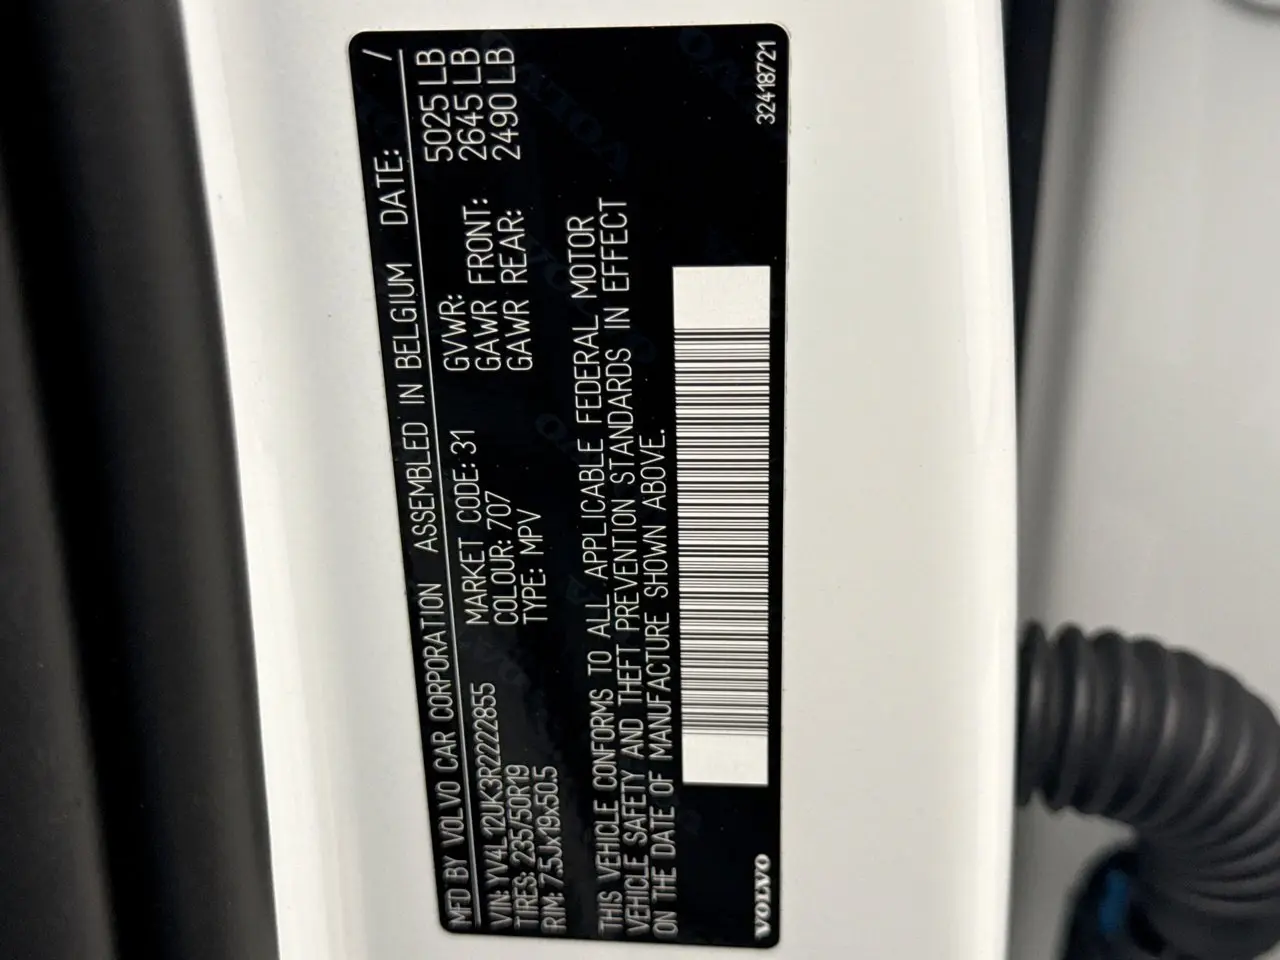 MFD BY VOLVO CAR CORPORATION ASSEMBLED IN BELGIUM DATE: /
VIN: YV4L12UK3R2222855 MARKET CODE: 31 GVWR: 5025 LB
TIRES: 235/50R19 COLOUR: 707 GAWR FRONT: 2645 LB
RIM: 7.5Jx19x50.5 TYPE: MPV GAWR REAR: 2490 LB
THIS VEHICLE CONFORMS TO ALL APPLICABLE FEDERAL MOTOR
VEHICLE SAFETY AND THEFT PREVENTION STANDARDS IN EFFECT
ON THE DATE OF MANUFACTURE SHOWN ABOVE.
VOLVO 32418721